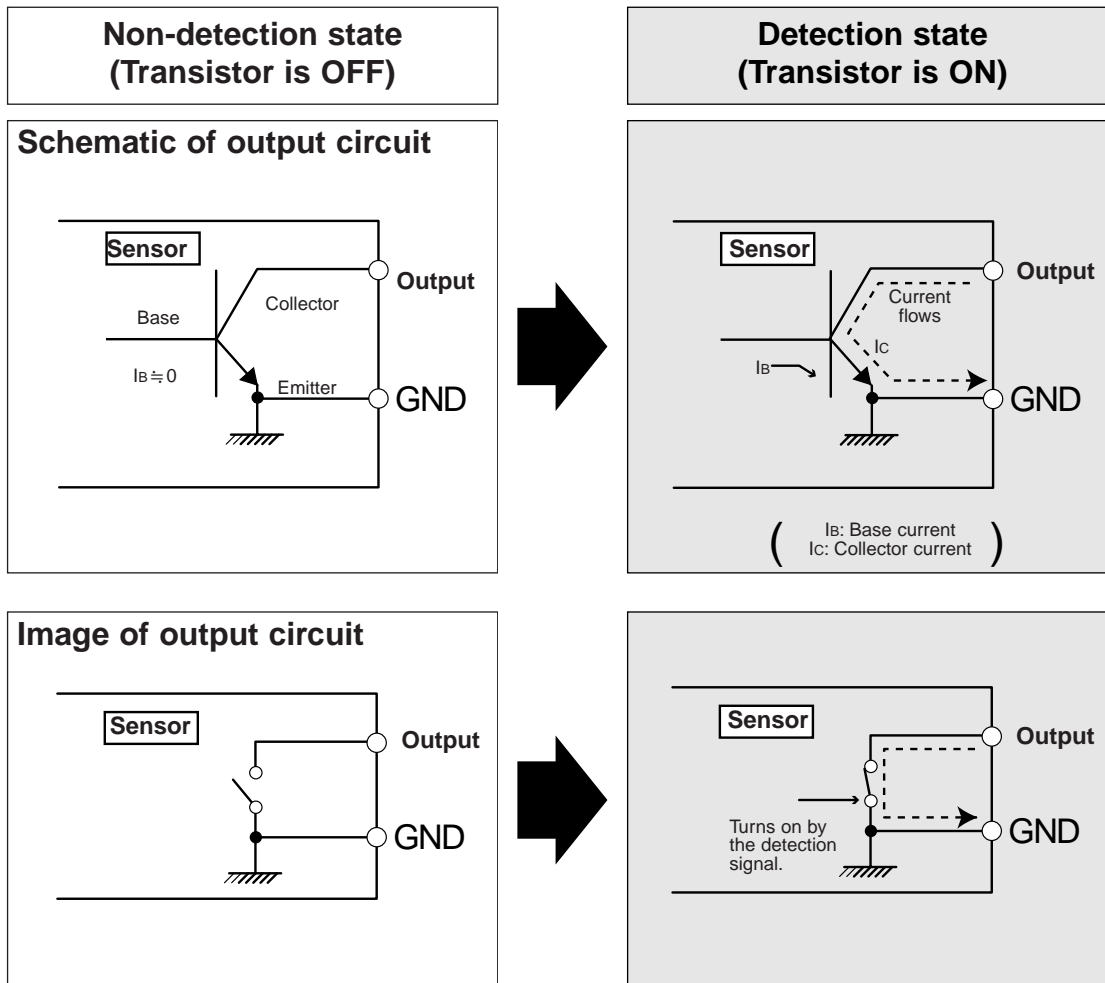 Non-detection state
(Transistor is OFF)
Detection state
(Transistor is ON)
Schematic of output circuit
Sensor
Output
Collector
Base
IB≒0
Emitter
GND
Sensor
Output
Current
flows
IC
IB
GND
( IB: Base current
IC: Collector current )
Image of output circuit
Sensor
Output
GND
Sensor
Output
GND
Turns on by
the detection
signal.